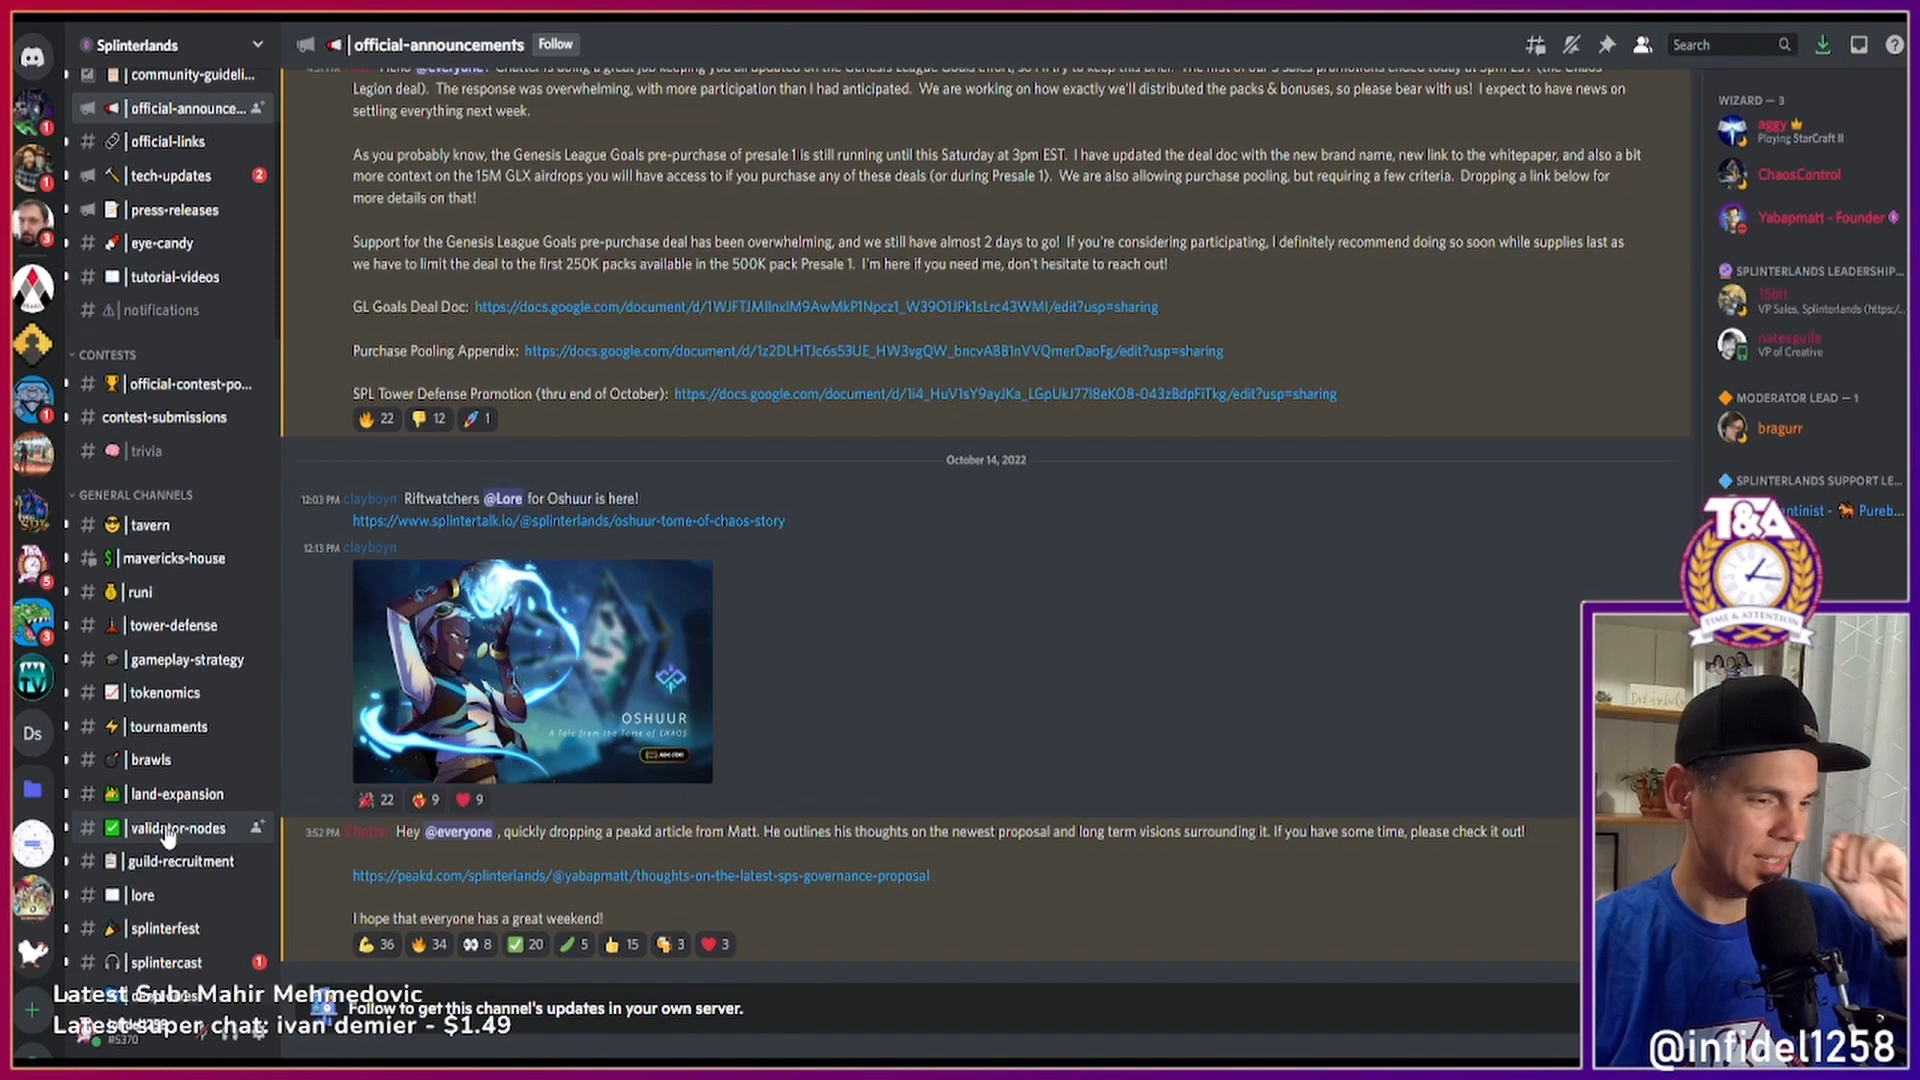 Splinterlands
official-announcements
Follow
Search
community-guideli...
official-announce...
official-links
tech-updates
2
press-releases
eye-candy
tutorial-videos
notifications
CONTESTS
official-contest-po...
contest-submissions
trivia
GENERAL CHANNELS
tavern
mavericks-house
runi
tower-defense
gameplay-strategy
tokenomics
tournaments
brawls
land-expansion
validator-nodes
guild-recruitment
lore
splinterfest
splintercast
1
Ds
Legion deal). The response was overwhelming, with more participation than I had anticipated. We are working on how exactly we'll distributed the packs & bonuses, so please bear with us! I expect to have news on
settling everything next week.
As you probably know, the Genesis League Goals pre-purchase of presale 1 is still running until this Saturday at 3pm EST. I have updated the deal doc with the new brand name, new link to the whitepaper, and also a bit
more context on the 15M GLX airdrops you will have access to if you purchase any of these deals (or during Presale 1). We are also allowing purchase pooling, but requiring a few criteria. Dropping a link below for
more details on that!
Support for the Genesis League Goals pre-purchase deal has been overwhelming, and we still have almost 2 days to go! If you're considering participating, I definitely recommend doing so soon while supplies last as
we have to limit the deal to the first 250K packs available in the 500K pack Presale 1. I'm here if you need me, don't hesitate to reach out!
GL Goals Deal Doc:
Purchase Pooling Appendix:
SPL Tower Defense Promotion (thru end of October):
22 12 1
October 14, 2022
12:03 PM clayboyn Riftwatchers @Lore for Oshuur is here!
https://www.splintertalk.io/@splinterlands/oshuur-tome-of-chaos-story
12:13 PM clayboyn
OSHUUR
A Tale from the Tome of CHAOS
22 9 9
3:52 PM Hey @everyone , quickly dropping a peakd article from Matt. He outlines his thoughts on the newest proposal and long term visions surrounding it. If you have some time, please check it out!
https://peakd.com/splinterlands/@yabapmatt/thoughts-on-the-latest-sps-governance-proposal
I hope that everyone has a great weekend!
36 34 8 20 5 15 3 3
Follow to get this channel's updates in your own server.
WIZARD — 3
aggy
Playing StarCraft II
ChaosControl
Yabapmatt - Founder
SPLINTERLANDS LEADERSHIP...
VP Sales, Splinterlands (https:/...
nateaguila
VP of Creative
MODERATOR LEAD — 1
bragurr
SPLINTERLANDS SUPPORT LE...
Pureb...
T&A
TIME & ATTENTION
Latest Sub: Mahir Mehmedovic
Latest super chat: ivan demier - $1.49
#5370
@infidel1258